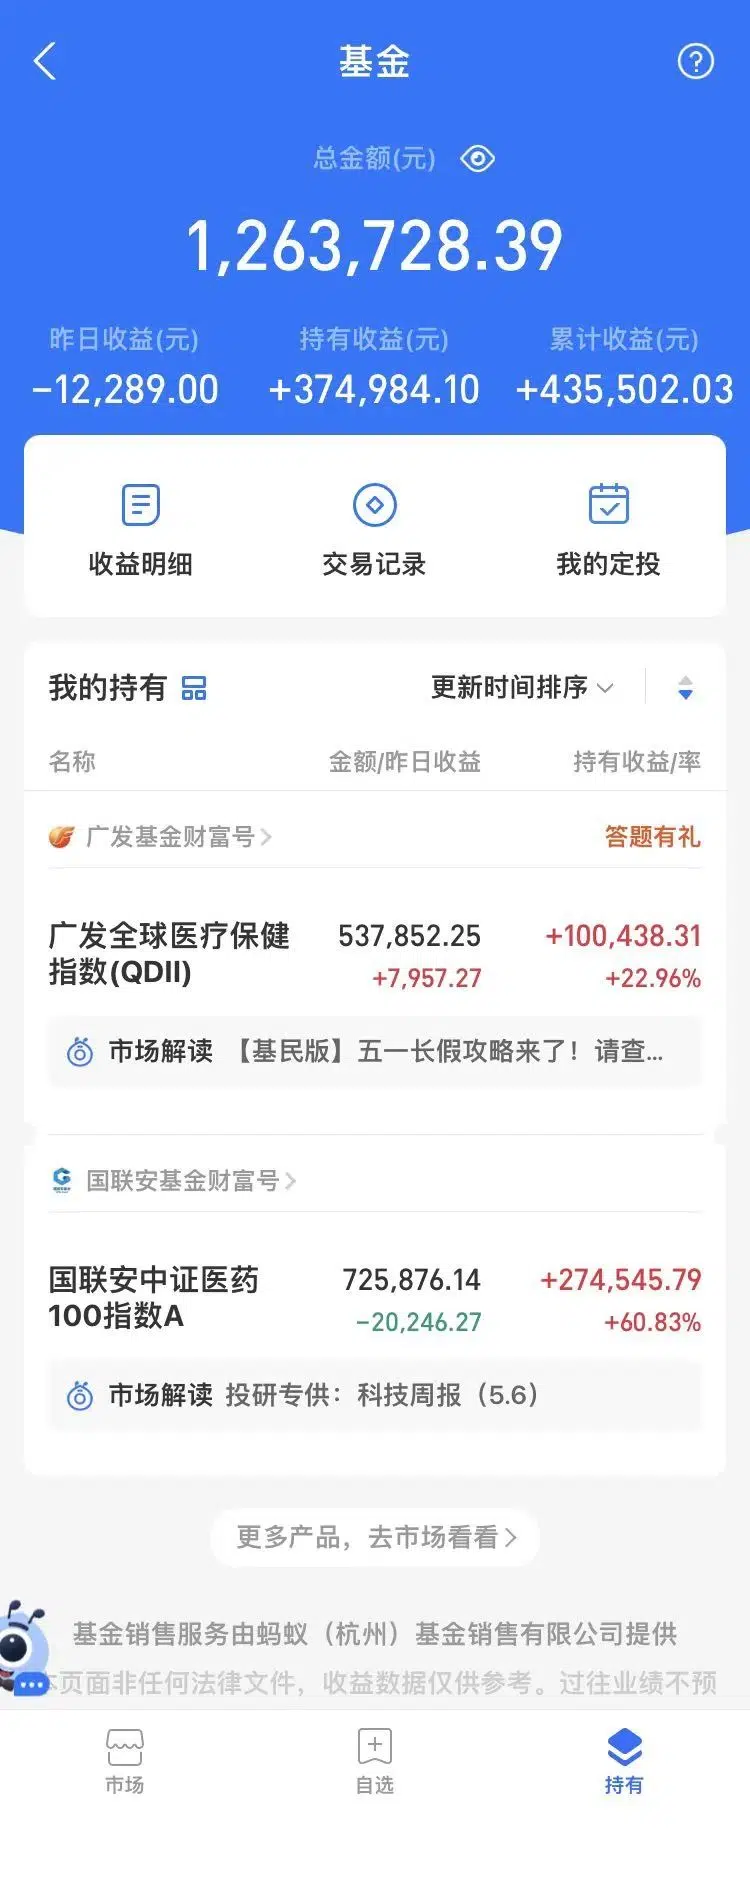 基金
总金额(元)
1,263,728.39
昨日收益(元) 持有收益(元) 累计收益(元)
-12,289.00 +374,984.10 +435,502.03
收益明细 交易记录 我的定投
我的持有 更新时间排序
名称 金额/昨日收益 持有收益/率
广发基金财富号 答题有礼
广发全球医疗保健 537,852.25 +100,438.31
指数(QDII) +7,957.27 +22.96%
市场解读 【基民版】五一长假攻略来了！请查...
国联安基金财富号
国联安中证医药 725,876.14 +274,545.79
100指数A -20,246.27 +60.83%
市场解读 投研专供：科技周报（5.6）
更多产品，去市场看看
基金销售服务由蚂蚁（杭州）基金销售有限公司提供
页面非任何法律文件，收益数据仅供参考。过往业绩不预
市场 自选 持有